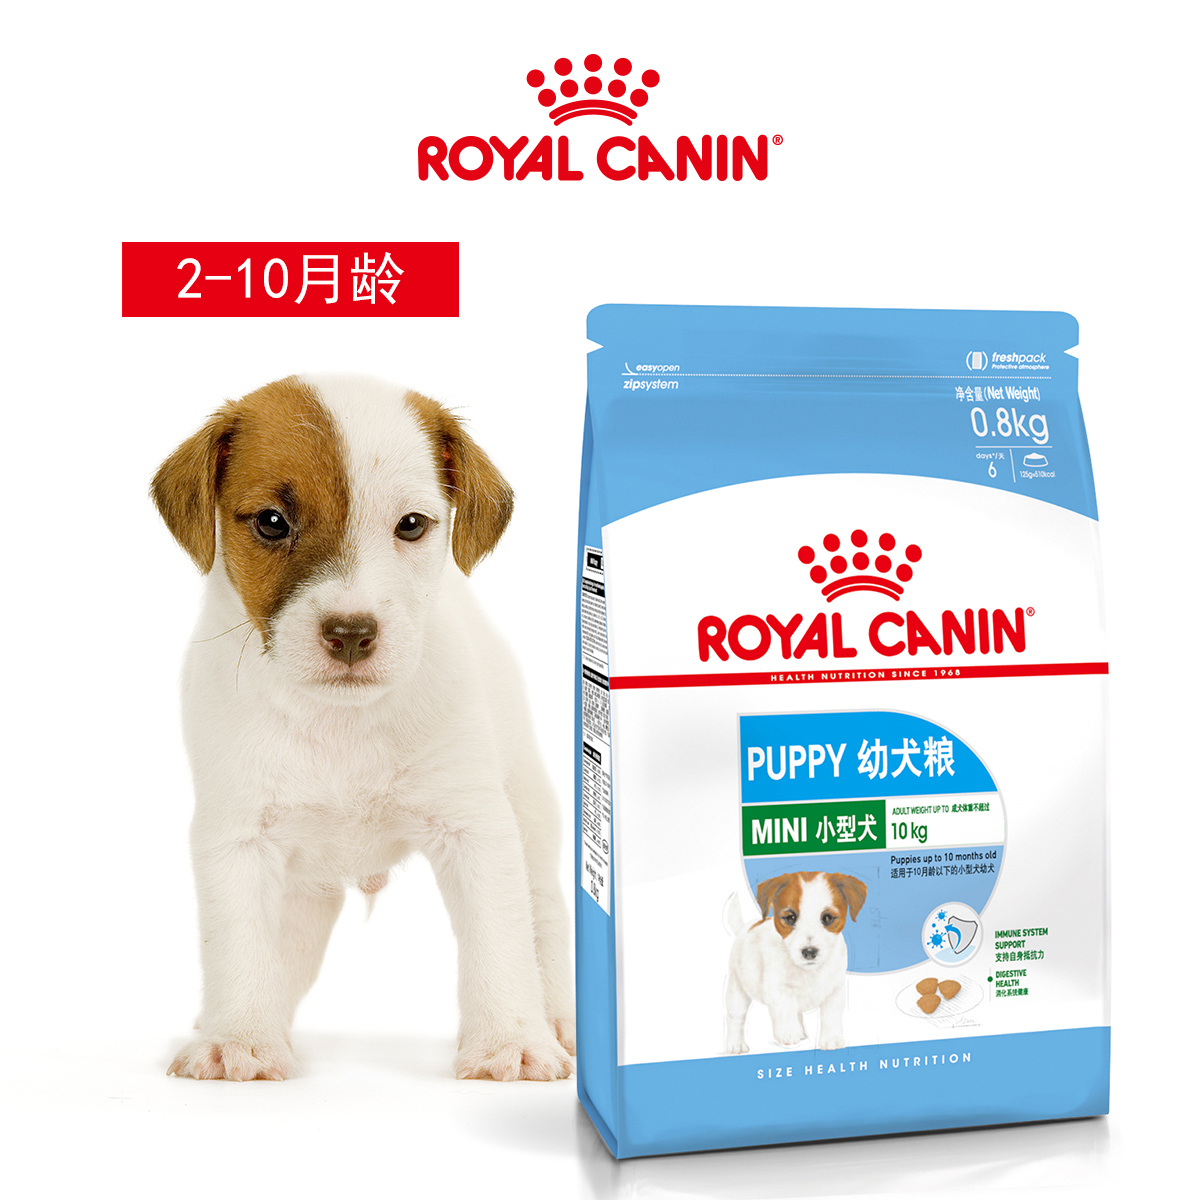 ROYAL CANIN®
2-10月龄
easyopen
zipsystem
freshpack
Protective atmosphere
净含量(Net Weight)
0.8kg
days*/天
6
125g=510kcal
ROYAL CANIN®
HEALTH NUTRITION SINCE 1968
PUPPY 幼犬粮
MINI 小型犬
ADULT WEIGHT UP TO 成犬体重不超过
10 kg
Puppies up to 10 months old
适用于10月龄以下的小型犬幼犬
IMMUNE SYSTEM
SUPPORT
支持自身抵抗力
DIGESTIVE
HEALTH
消化系统健康
SIZE HEALTH NUTRITION